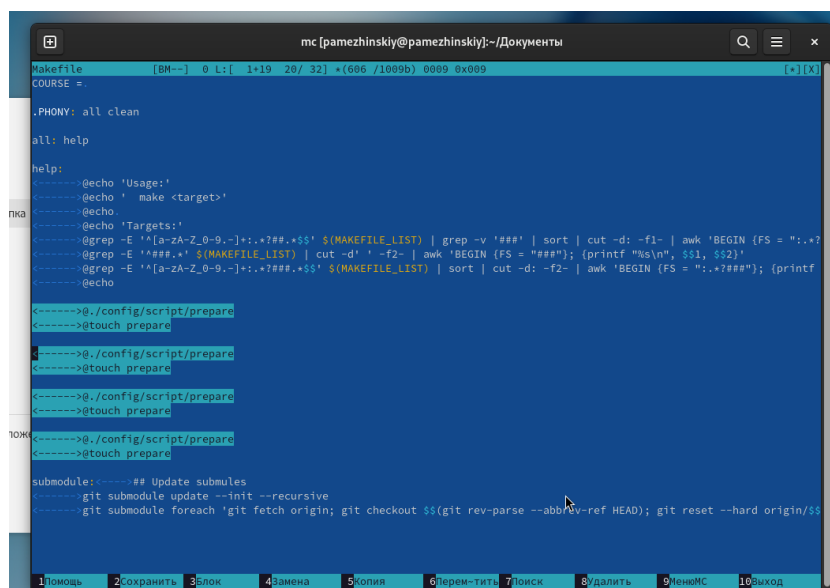 mc [pamezhinskiy@pamezhinskiy]:~/Документы
Makefile [BM--] 0 L:[ 1+19 20/ 32] *(606 /1009b) 0009 0x009 [*][X]
COURSE =.
.PHONY: all clean
all: help
help:
<------>@echo 'Usage:'
<------>@echo ' make <target>'
<------>@echo.
<------>@echo 'Targets:'
<------>@grep -E '^[a-zA-Z_0-9.-]+:.*?##.*$$' $(MAKEFILE_LIST) | grep -v '###' | sort | cut -d: -f1- | awk 'BEGIN {FS = ":.*?
<------>@grep -E '^###.*' $(MAKEFILE_LIST) | cut -d' ' -f2- | awk 'BEGIN {FS = "###"}; {printf "%s\n", $$1, $$2}'
<------>@grep -E '^[a-zA-Z_0-9.-]+:.*?###.*$$' $(MAKEFILE_LIST) | sort | cut -d: -f2- | awk 'BEGIN {FS = ":.*?###"}; {printf
<------>@echo
<------>@./config/script/prepare
<------>@touch prepare
<------>@./config/script/prepare
<------>@touch prepare
<------>@./config/script/prepare
<------>@touch prepare
<------>@./config/script/prepare
<------>@touch prepare
submodule:<---->## Update submules
<------>git submodule update --init --recursive
<------>git submodule foreach 'git fetch origin; git checkout $$(git rev-parse --abbrev-ref HEAD); git reset --hard origin/$$
1Помощь 2Сохранить 3Блок 4Замена 5Копия 6Перем~тить 7Поиск 8Удалить 9МенюMC 10Выход